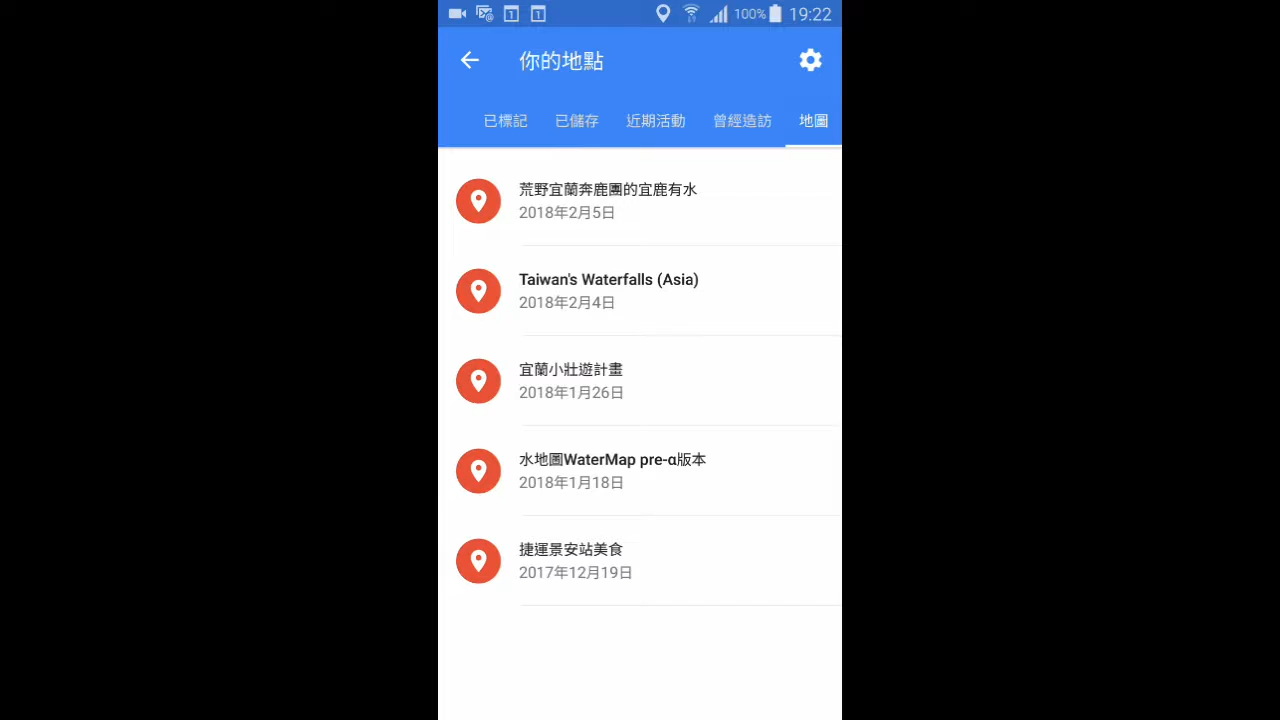 100% 19:22
你的地點
已標記 已儲存 近期活動 曾經造訪 地圖
荒野宜蘭奔鹿團的宜鹿有水
2018年2月5日
Taiwan's Waterfalls (Asia)
2018年2月4日
宜蘭小壯遊計畫
2018年1月26日
水地圖WaterMap pre-α版本
2018年1月18日
捷運景安站美食
2017年12月19日